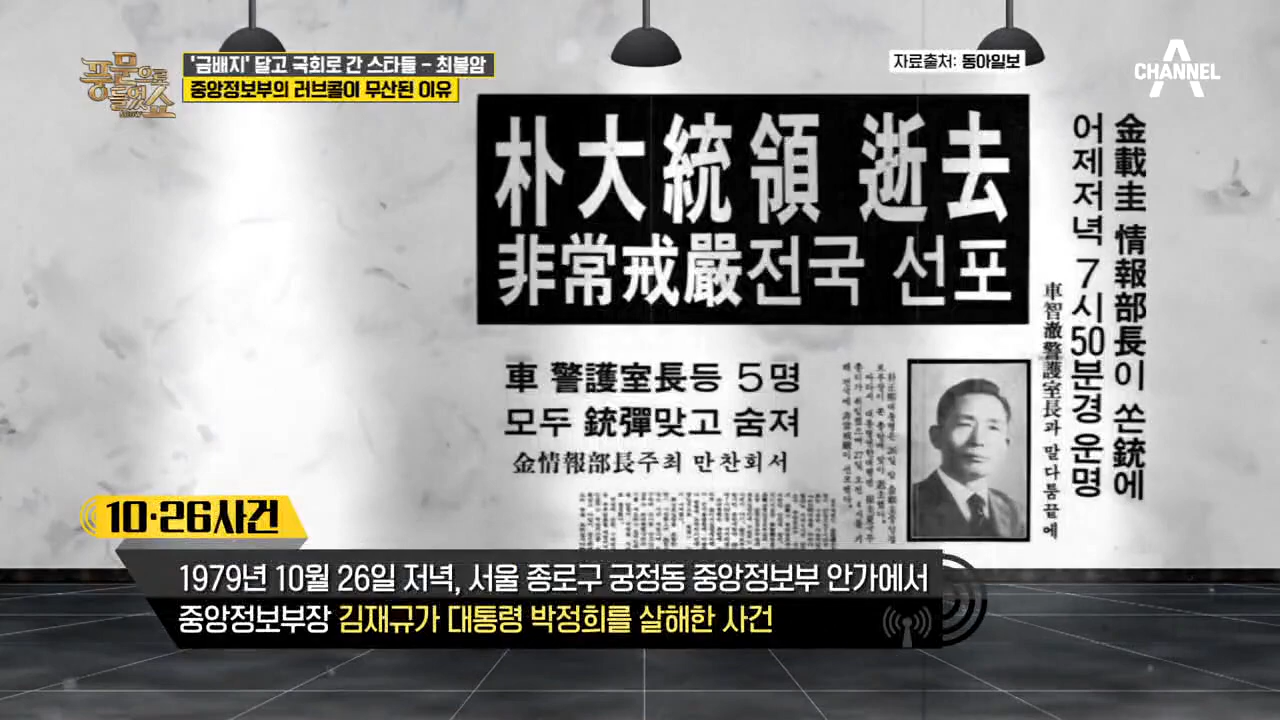 풍문으로 들었쇼
SHOW
'금배지' 달고 국회로 간 스타들 - 최불암
중앙정보부의 러브콜이 무산된 이유
자료출처: 동아일보
CHANNEL A
朴大統領 逝去
非常戒嚴전국 선포
金載圭 情報部長이 쏜銃에
어제저녁 7시50분경 운명
車智澈警護室長과 말다툼끝에
車 警護室長등 5명
모두 銃彈맞고 숨져
金情報部長주최 만찬회서
10·26사건
1979년 10월 26일 저녁, 서울 종로구 궁정동 중앙정보부 안가에서
중앙정보부장 김재규가 대통령 박정희를 살해한 사건